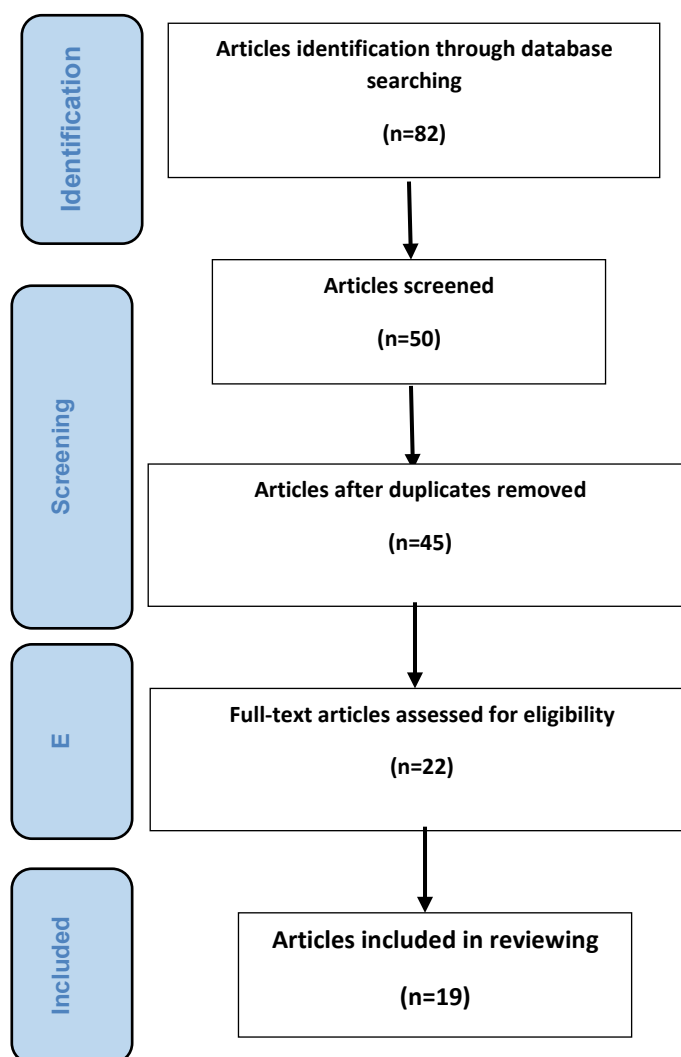 Identification
Articles identification through database
searching
(n=82)
Articles screened
(n=50)
Screening
Articles after duplicates removed
(n=45)
E
Full-text articles assessed for eligibility
(n=22)
Included
Articles included in reviewing
(n=19)